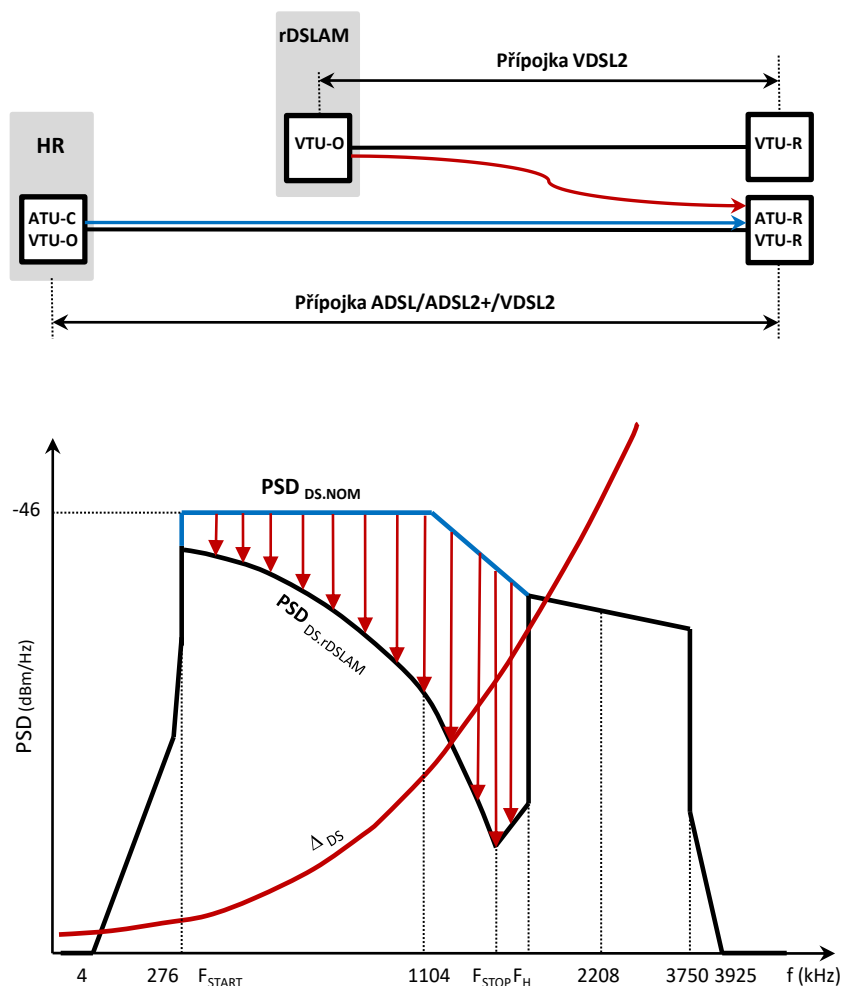 rDSLAM
Přípojka VDSL2
HR
VTU-O
VTU-R
ATU-C
VTU-O
ATU-R
VTU-R
Přípojka ADSL/ADSL2+/VDSL2
PSD DS.NOM
-46
PSD DS.rDSLAM
PSD (dBm/Hz)
Δ DS
4 276 FSTART 1104 FSTOP FH 2208 3750 3925 f (kHz)